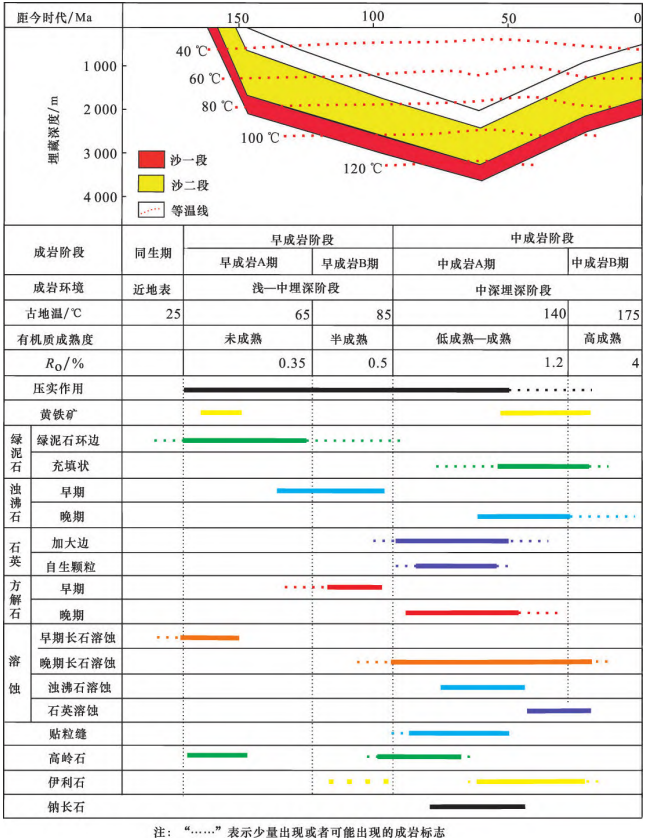 距今时代/Ma 150 100 50 0
埋藏深度/m
1 000
2 000
3 000
4 000
40 ℃
60 ℃
80 ℃
100 ℃
120 ℃
沙一段
沙二段
等温线
成岩阶段 同生期 早成岩阶段 中成岩阶段
早成岩A期 早成岩B期 中成岩A期 中成岩B期
成岩环境 近地表 浅—中埋深阶段 中深埋深阶段
古地温/℃ 25 65 85 140 175
有机质成熟度 未成熟 半成熟 低成熟—成熟 高成熟
Ro/% 0.35 0.5 1.2 4
压实作用
黄铁矿
绿泥石 绿泥石环边
充填状
浊沸石 早期
晚期
石英 加大边
自生颗粒
方解石 早期
晚期
溶蚀 早期长石溶蚀
晚期长石溶蚀
浊沸石溶蚀
石英溶蚀
贴粒缝
高岭石
伊利石
钠长石
注：“……”表示少量出现或者可能出现的成岩标志